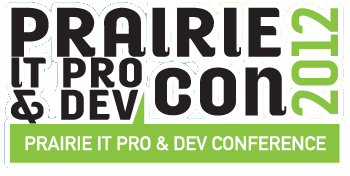 PRAIRIE
IT PRO
& DEV CON
2012
PRAIRIE IT PRO & DEV CONFERENCE